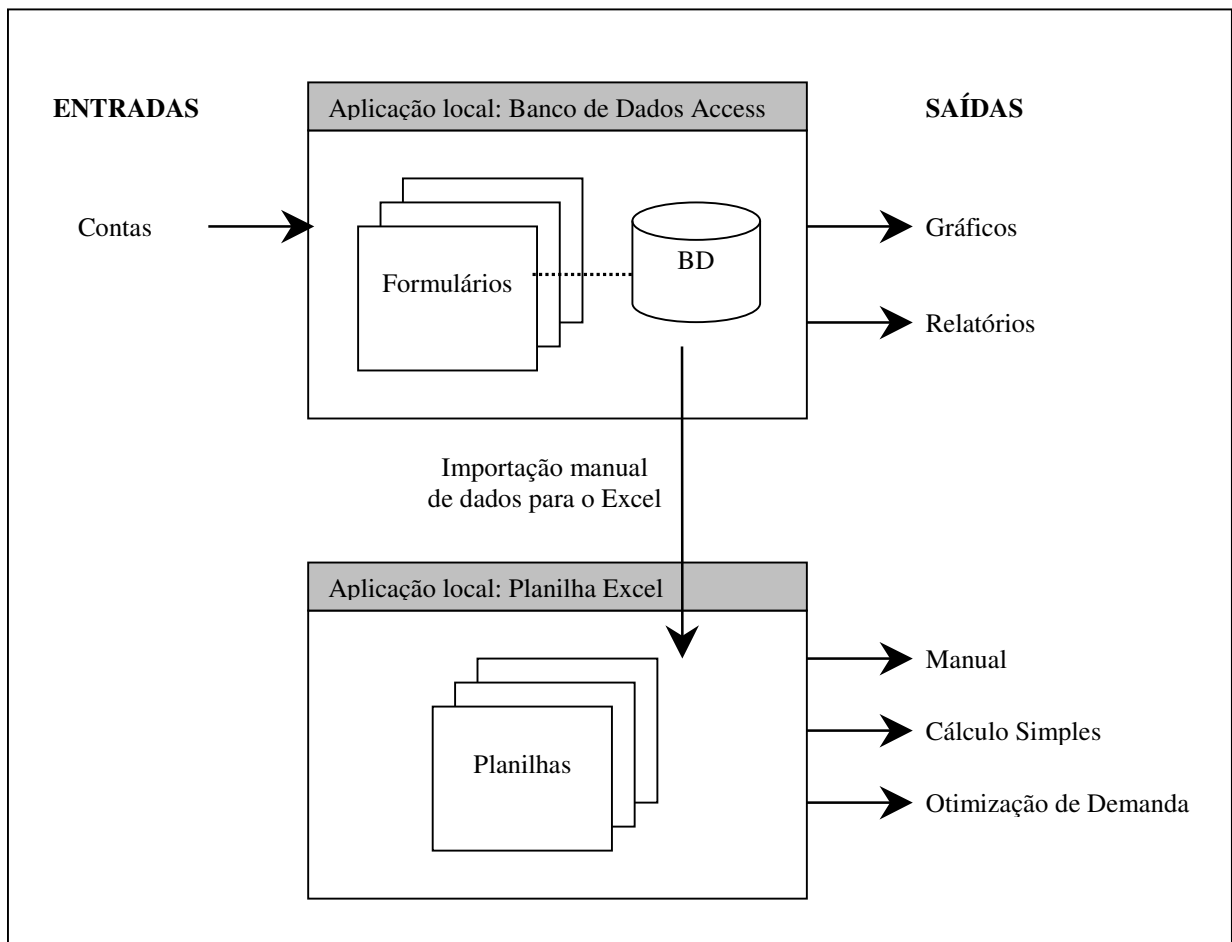 ENTRADAS
Aplicação local: Banco de Dados Access
SAÍDAS
Contas
Formulários
BD
Gráficos
Relatórios
Importação manual
de dados para o Excel
Aplicação local: Planilha Excel
Planilhas
Manual
Cálculo Simples
Otimização de Demanda